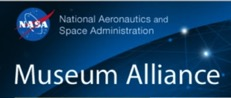 NASA
National Aeronautics and
Space Administration
Museum Alliance